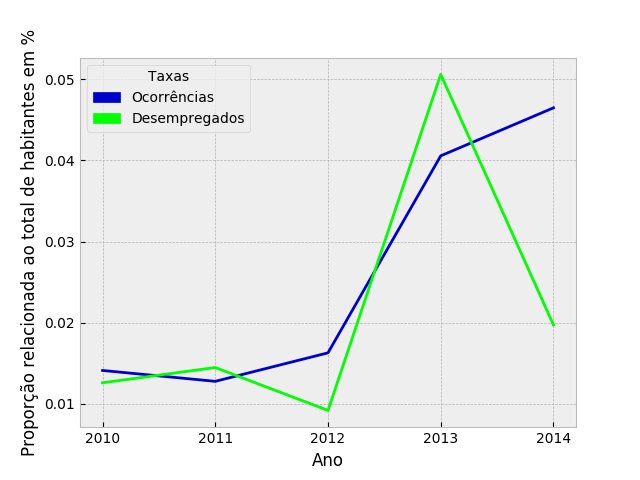 Proporção relacionada ao total de habitantes em %
0.05
0.04
0.03
0.02
0.01
Taxas
Ocorrências
Desempregados
2010 2011 2012 2013 2014
Ano